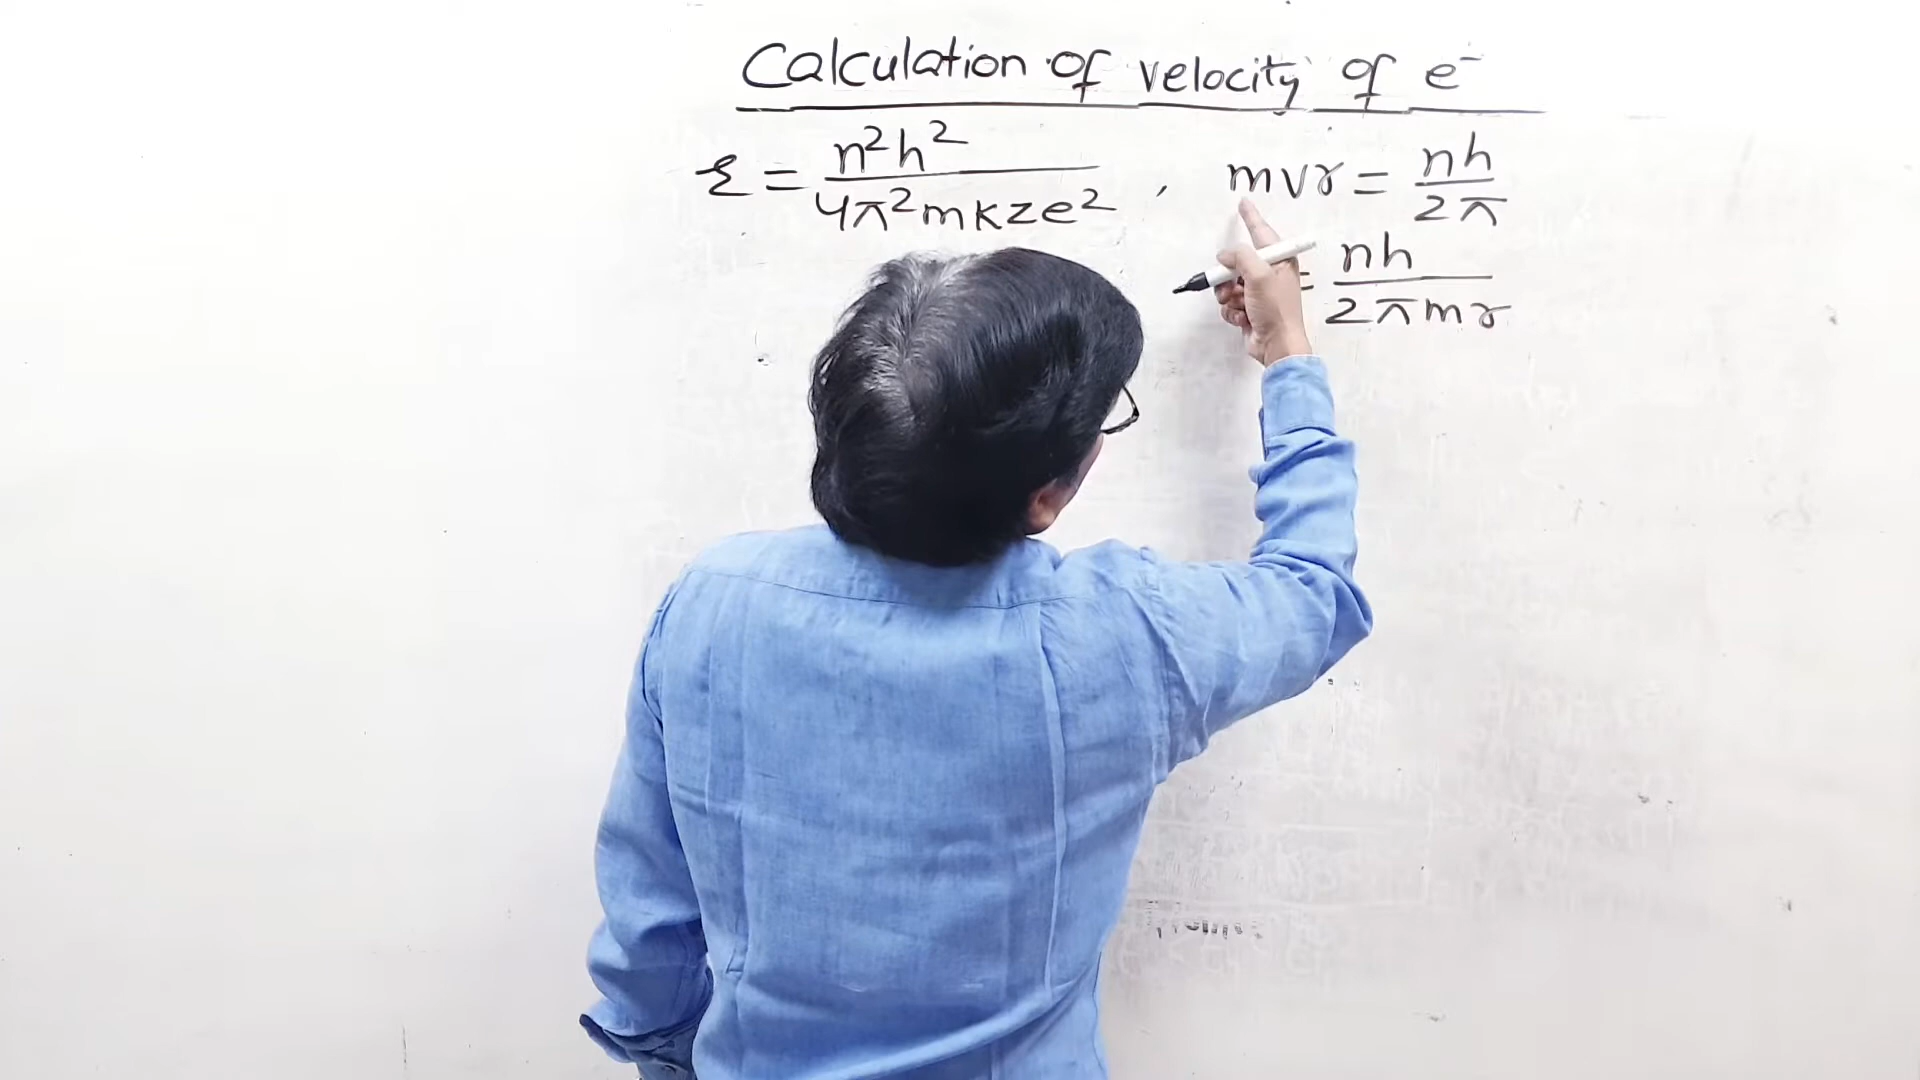 Calculation of velocity of e⁻
r = n²h² / 4π²mkze² , mvr = nh / 2π
= nh / 2πmr